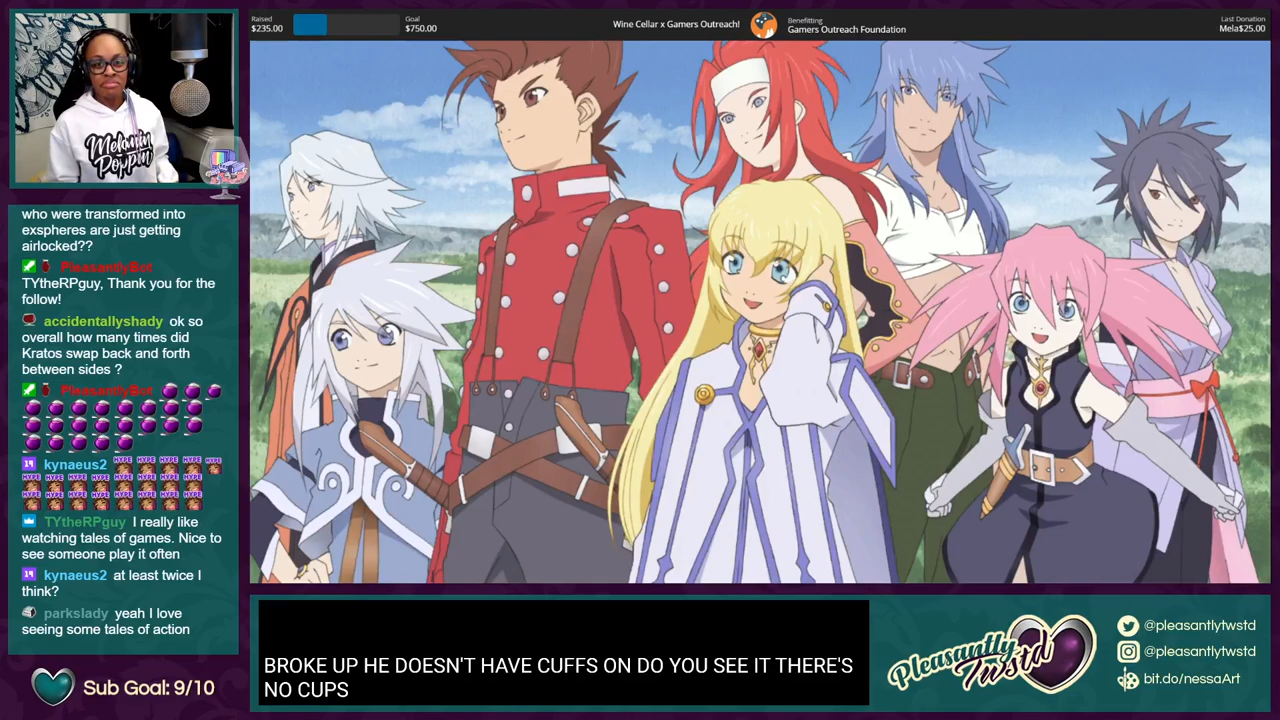 Raised
$235.00
Goal
$750.00
Wine Cellar x Gamers Outreach!
Benefitting
Gamers Outreach Foundation
Last Donation
Mela$25.00
Melanin
Poppin
who were transformed into
exspheres are just getting
airlocked??
PleasantlyBot
TYtheRPguy, Thank you for the
follow!
accidentallyshady ok so
overall how many times did
Kratos swap back and forth
between sides ?
PleasantlyBot
kynaeus2
TYtheRPguy I really like
watching tales of games. Nice to
see someone play it often
kynaeus2 at least twice I
think?
parkslady yeah I love
seeing some tales of action
Sub Goal: 9/10
BROKE UP HE DOESN'T HAVE CUFFS ON DO YOU SEE IT THERE'S
NO CUPS
Pleasantly
Twstd
@pleasantlytwstd
@pleasantlytwstd
bit.do/nessaArt